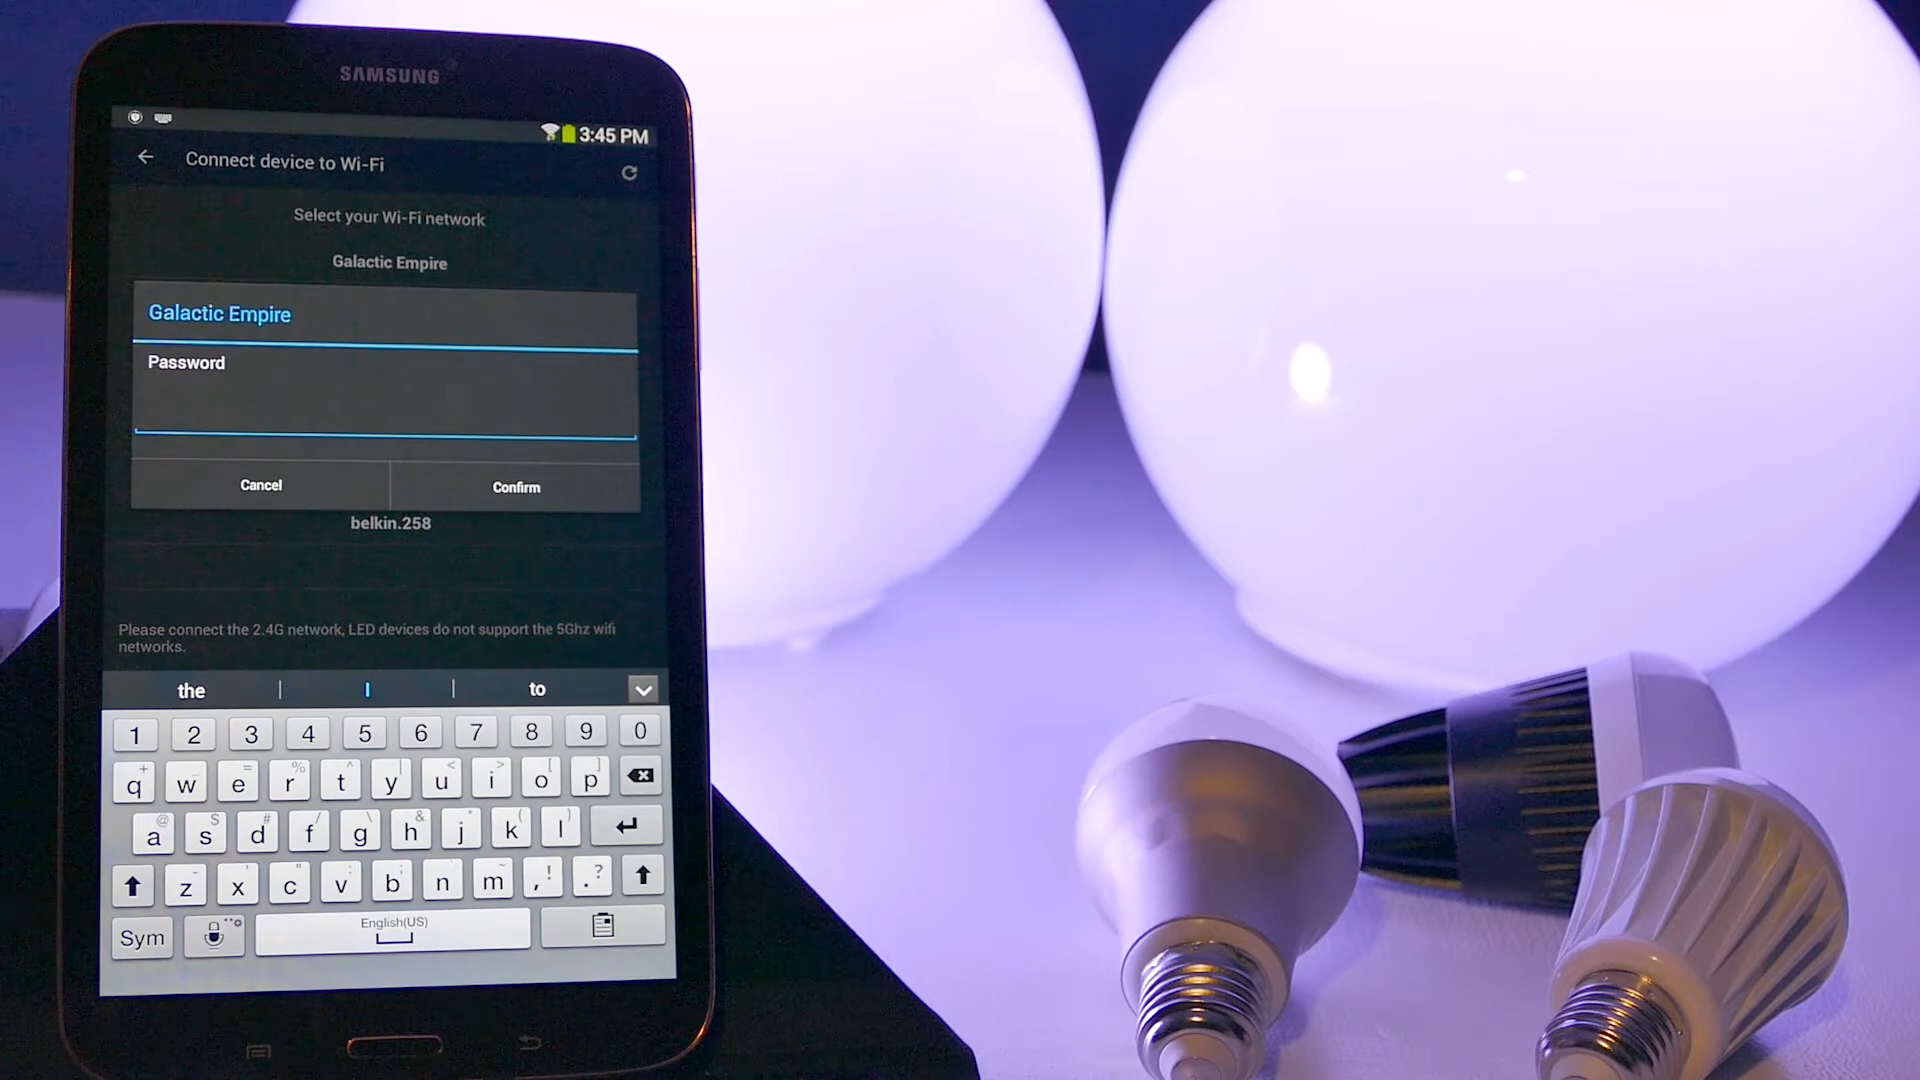 SAMSUNG
3:45 PM
Connect device to Wi-Fi
Select your Wi-Fi network
Galactic Empire
Galactic Empire
Password
Cancel Confirm
belkin.258
Please connect the 2.4G network, LED devices do not support the 5Ghz wifi
networks.
the I to
1 2 3 4 5 6 7 8 9 0
q w e r t y u i o p
a s d f g h j k l
z x c v b n m , ! . ?
Sym English(US)